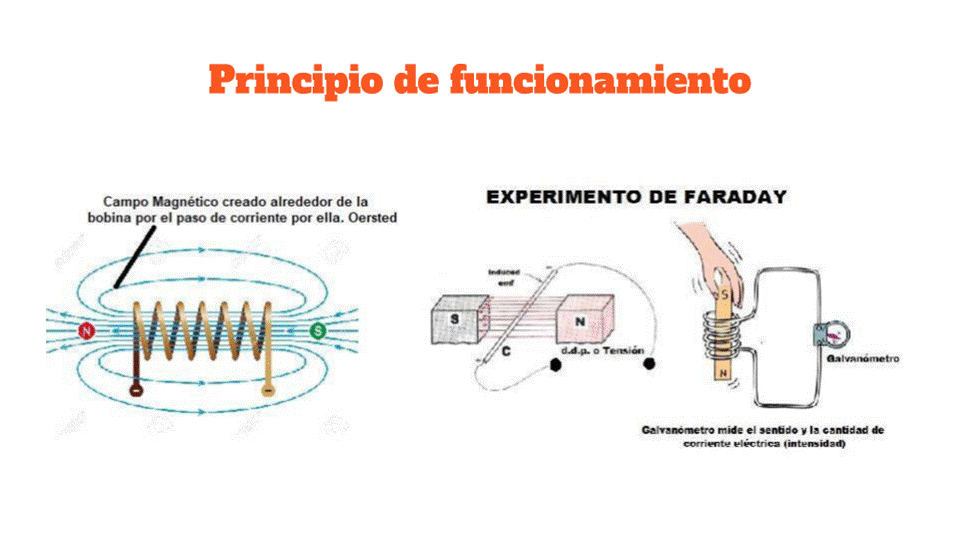 Principio de funcionamiento
Campo Magnético creado alrededor de la
bobina por el paso de corriente por ella. Oersted
N
S
EXPERIMENTO DE FARADAY
Induced
emf
S
N
C
d.d.p. o Tensión
S
N
Galvanómetro
Galvanómetro mide el sentido y la cantidad de
corriente eléctrica (intensidad)